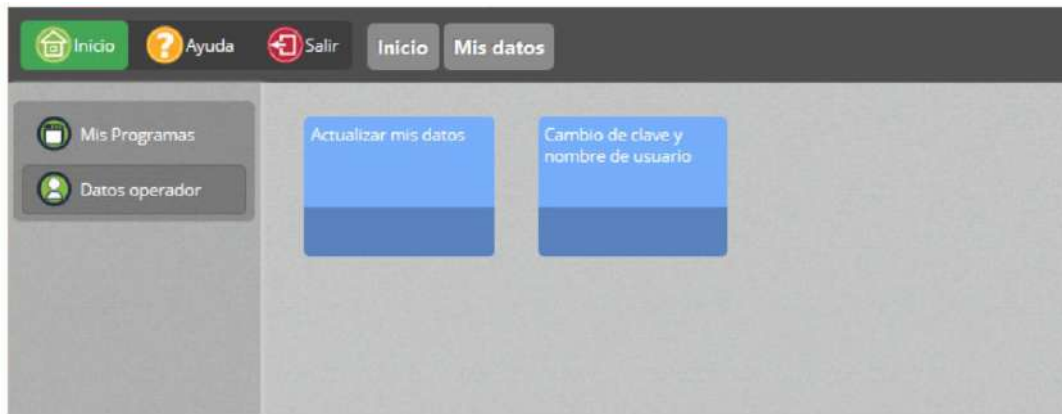 Inicio Ayuda Salir Inicio Mis datos
Mis Programas
Datos operador
Actualizar mis datos
Cambio de clave y
nombre de usuario